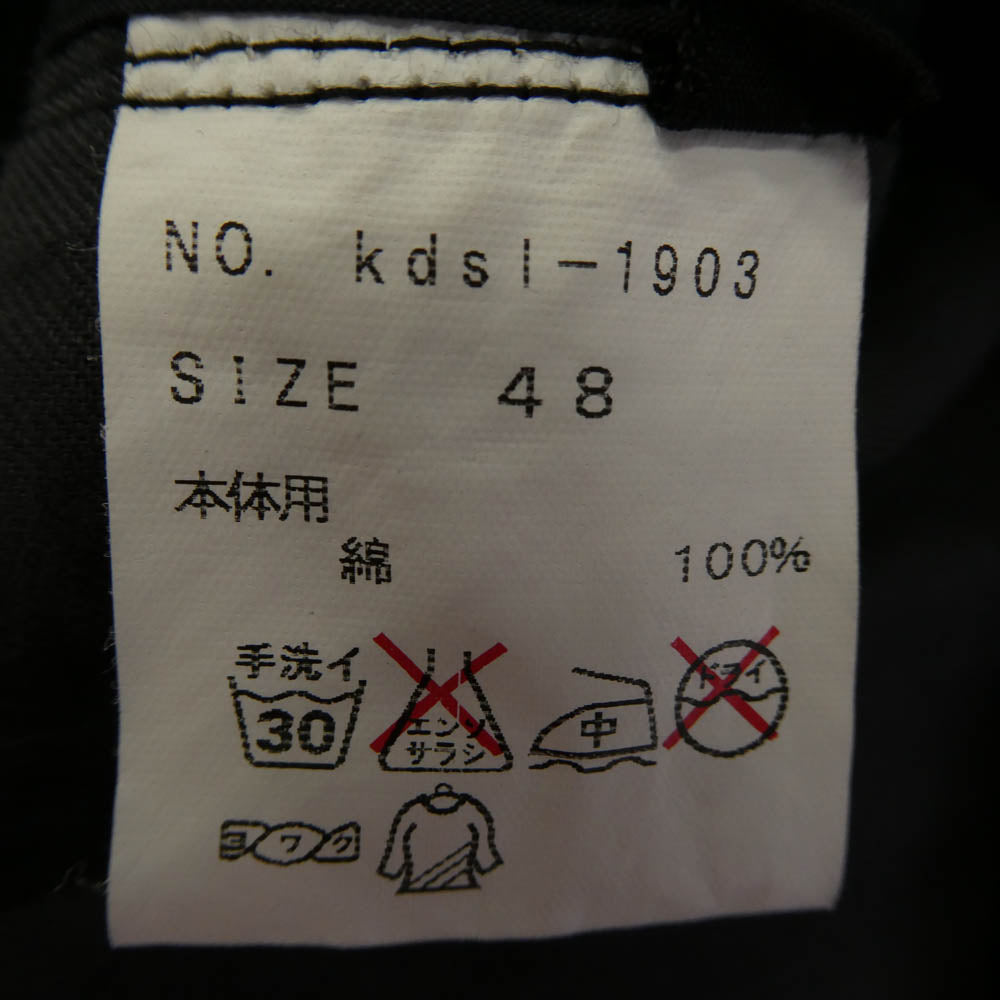 NO. kdsl-1903
SIZE 48
本体用
綿 100%
手洗イ
30
エンソ
サラシ
中
ドライ
ヨワク